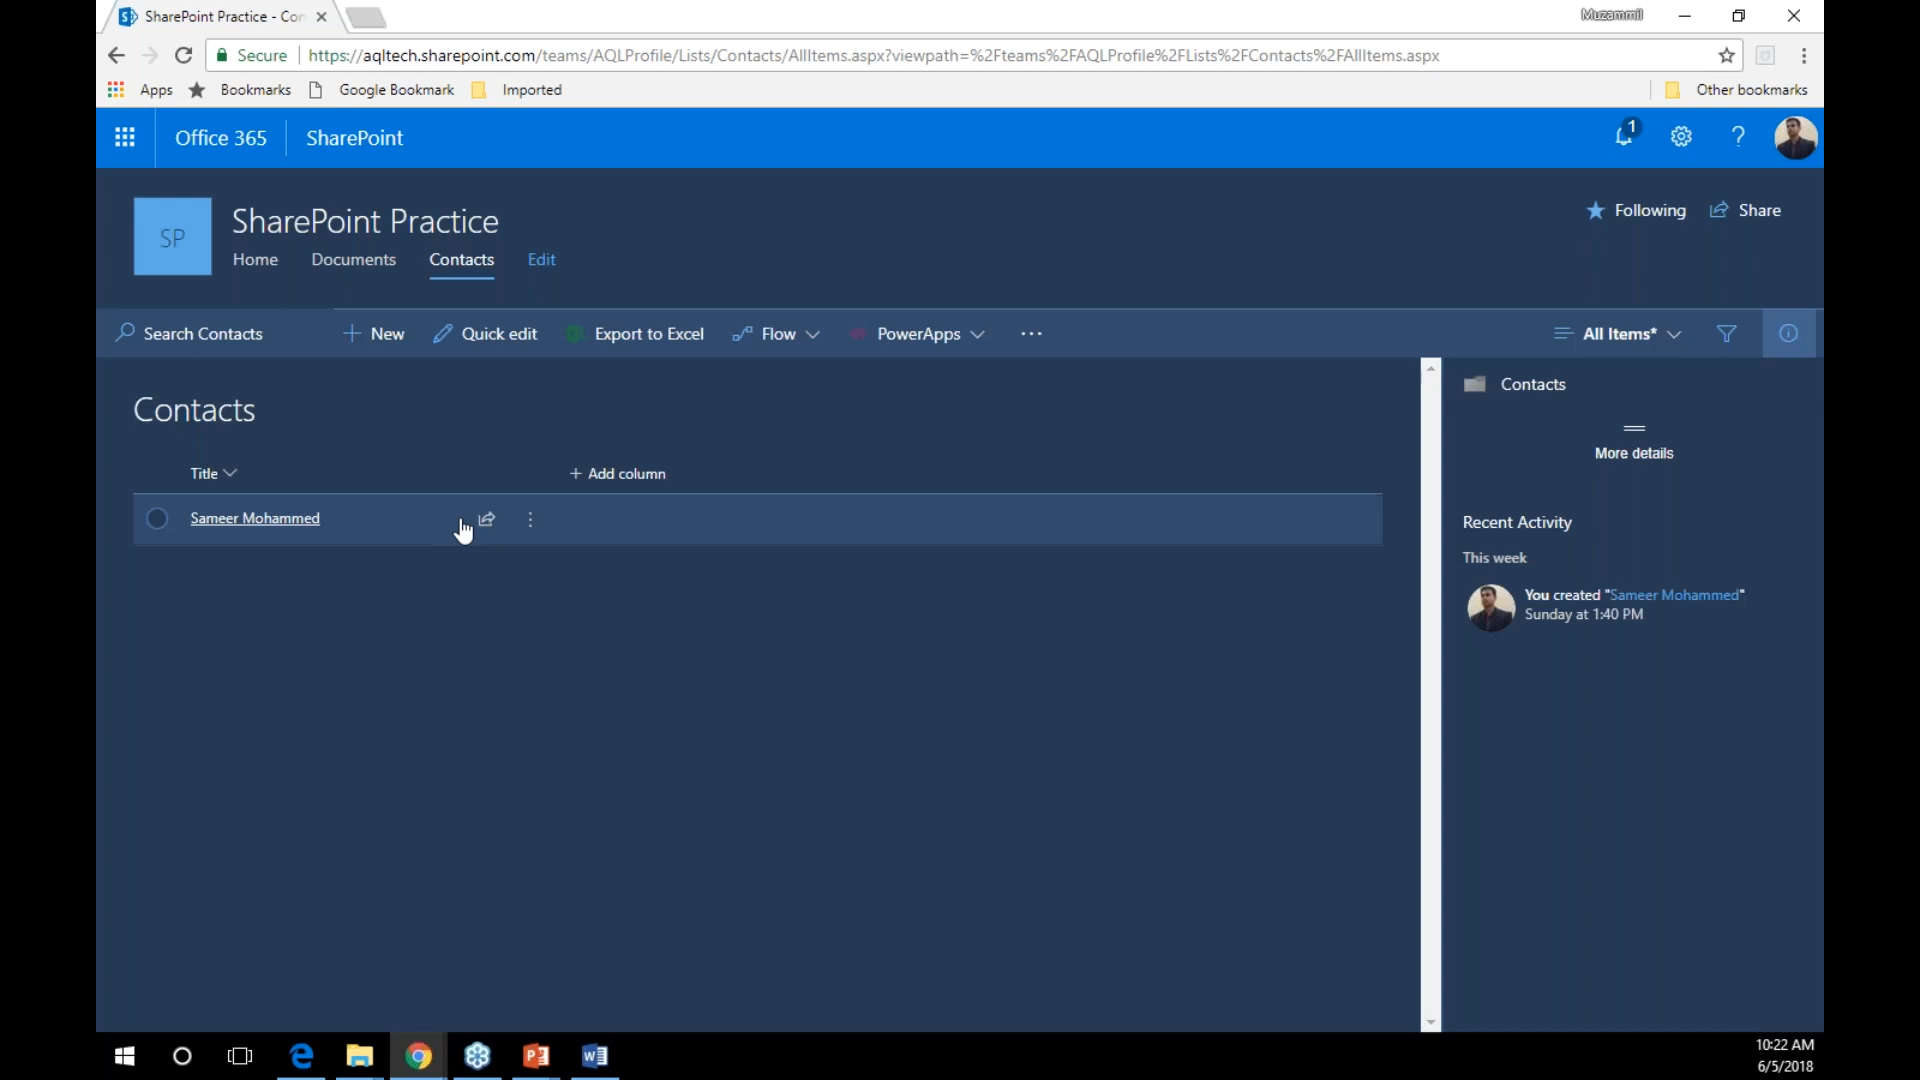 SharePoint Practice - Con
Muzammil
Secure
https://aqltech.sharepoint.com/teams/AQLProfile/Lists/Contacts/AllItems.aspx?viewpath=%2Fteams%2FAQLProfile%2FLists%2FContacts%2FAllItems.aspx
Apps Bookmarks Google Bookmark Imported Other bookmarks
Office 365 SharePoint 1 ?
SP
SharePoint Practice
Following Share
Home Documents Contacts Edit
Search Contacts New Quick edit Export to Excel Flow PowerApps ... All Items*
Contacts
Contacts
More details
Title + Add column
Sameer Mohammed
Recent Activity
This week
You created "Sameer Mohammed"
Sunday at 1:40 PM
10:22 AM
6/5/2018